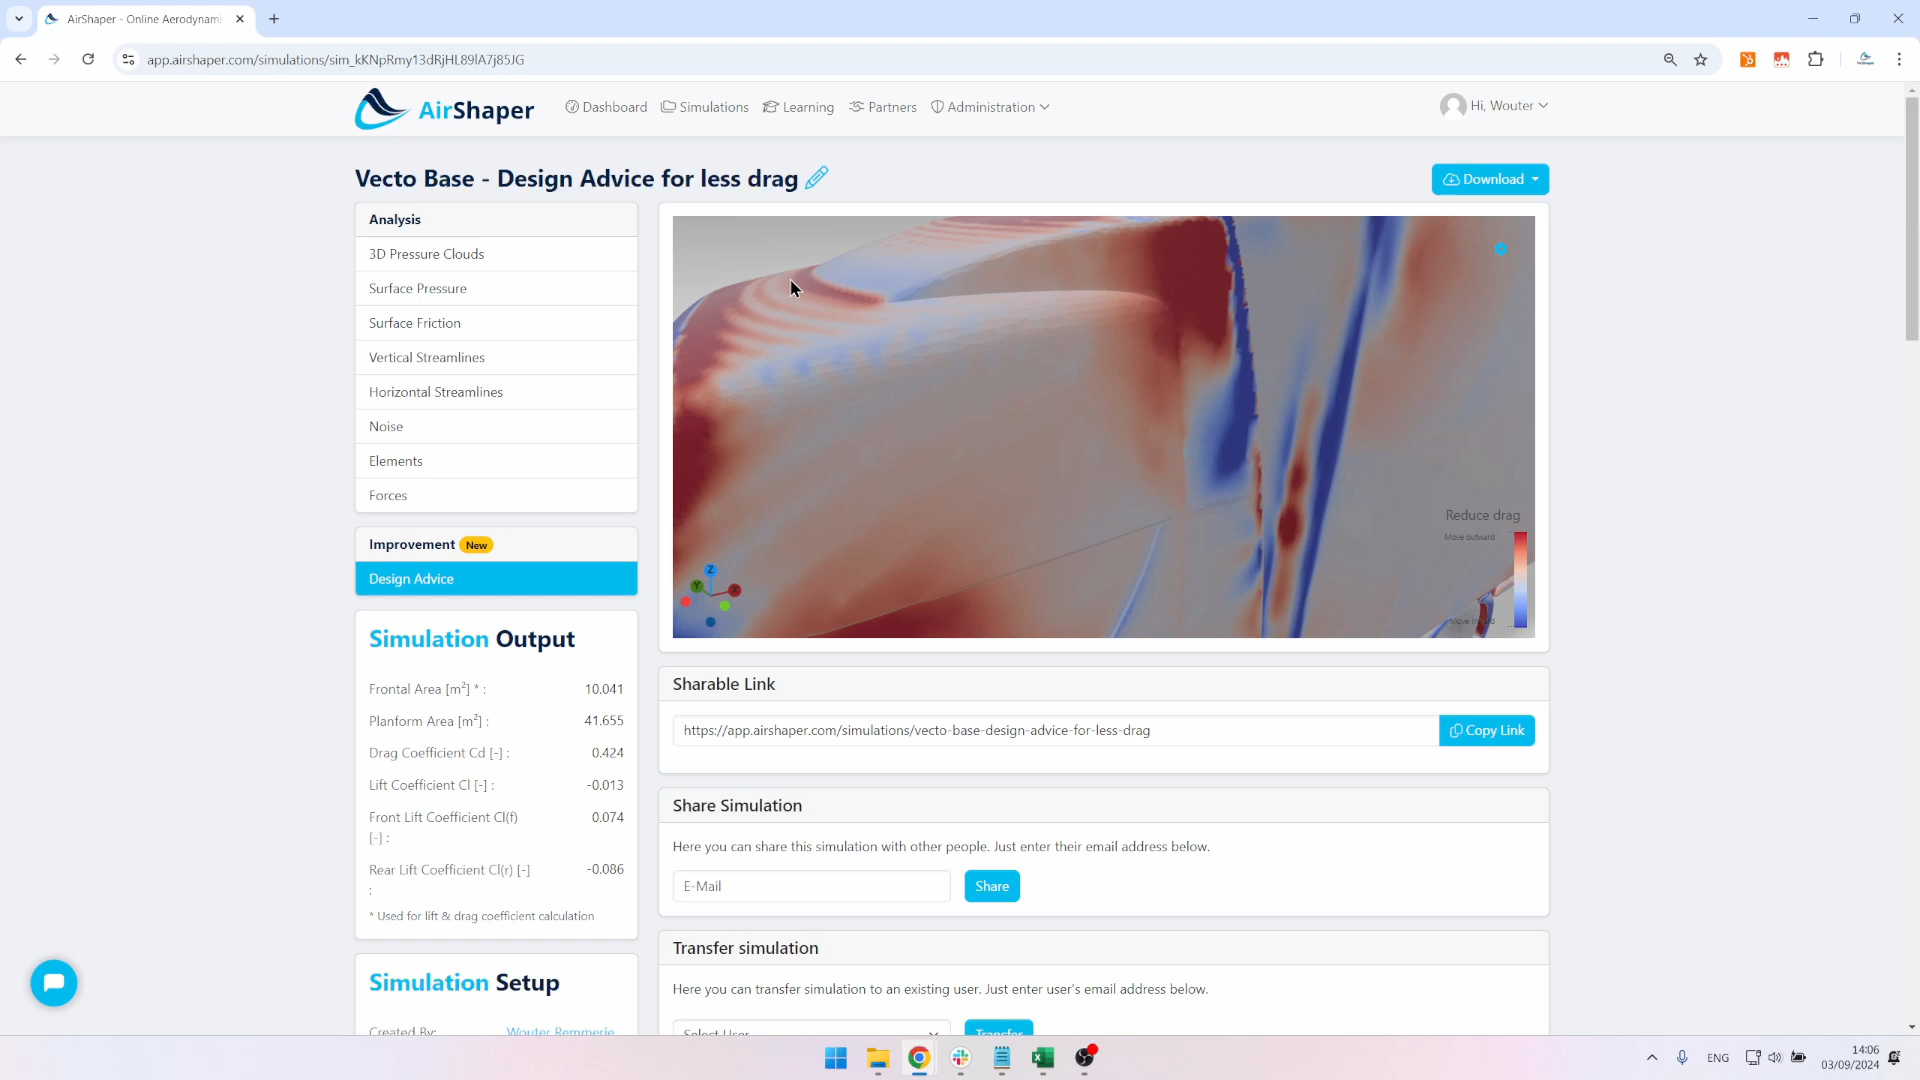 AirShaper - Online Aerodynami
app.airshaper.com/simulations/sim_kKNpRmy13dRjHL89lA7j85JG
AirShaper
Dashboard
Simulations
Learning
Partners
Administration
Hi, Wouter
Vecto Base - Design Advice for less drag
Download
Analysis
3D Pressure Clouds
Surface Pressure
Surface Friction
Vertical Streamlines
Horizontal Streamlines
Noise
Elements
Forces
Improvement New
Design Advice
Simulation Output
Frontal Area [m²] * : 10.041
Planform Area [m²] : 41.655
Drag Coefficient Cd [-] : 0.424
Lift Coefficient Cl [-] : -0.013
Front Lift Coefficient Cl(f) 0.074
[-] :
Rear Lift Coefficient Cl(r) [-] -0.086
:
* Used for lift & drag coefficient calculation
Simulation Setup
Created By: Wouter Remmerie
Reduce drag
Move outward
Z
Y
X
Sharable Link
https://app.airshaper.com/simulations/vecto-base-design-advice-for-less-drag
Copy Link
Share Simulation
Here you can share this simulation with other people. Just enter their email address below.
E-Mail
Share
Transfer simulation
Here you can transfer simulation to an existing user. Just enter user's email address below.
Select User
Transfer
ENG
14:06
03/09/2024